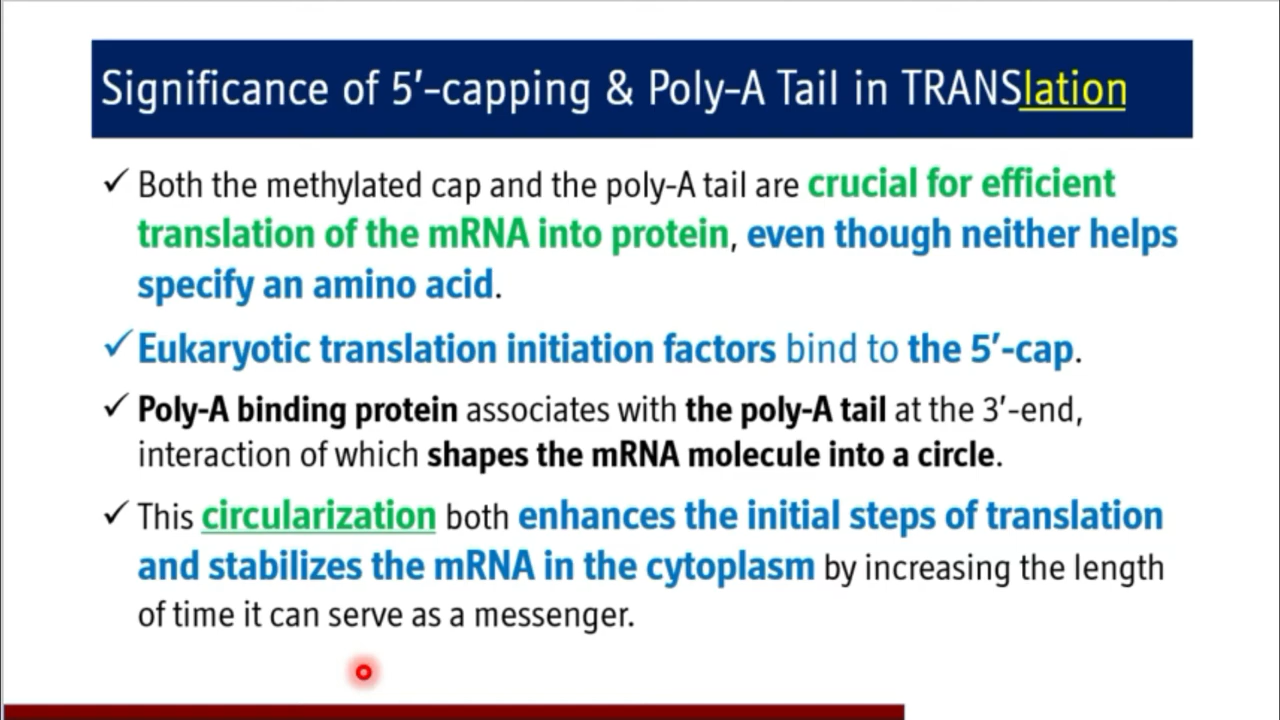 Significance of 5′-capping & Poly-A Tail in TRANSlation
✓ Both the methylated cap and the poly-A tail are crucial for efficient
translation of the mRNA into protein, even though neither helps
specify an amino acid.
✓ Eukaryotic translation initiation factors bind to the 5′-cap.
✓ Poly-A binding protein associates with the poly-A tail at the 3′-end,
interaction of which shapes the mRNA molecule into a circle.
✓ This circularization both enhances the initial steps of translation
and stabilizes the mRNA in the cytoplasm by increasing the length
of time it can serve as a messenger.